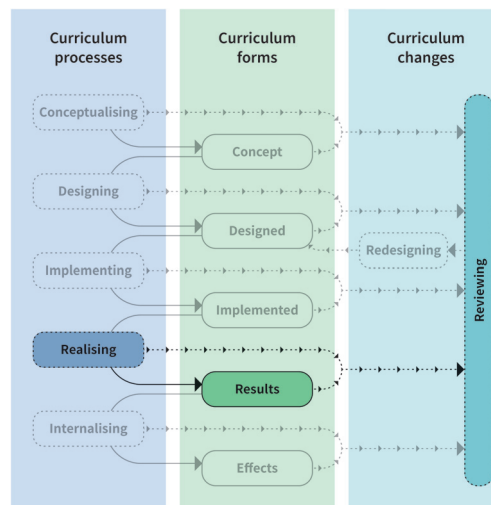 Curriculum
processes
Curriculum
forms
Curriculum
changes
Conceptualising
Concept
Designing
Designed
Redesigning
Implementing
Implemented
Realising
Results
Internalising
Effects
Reviewing